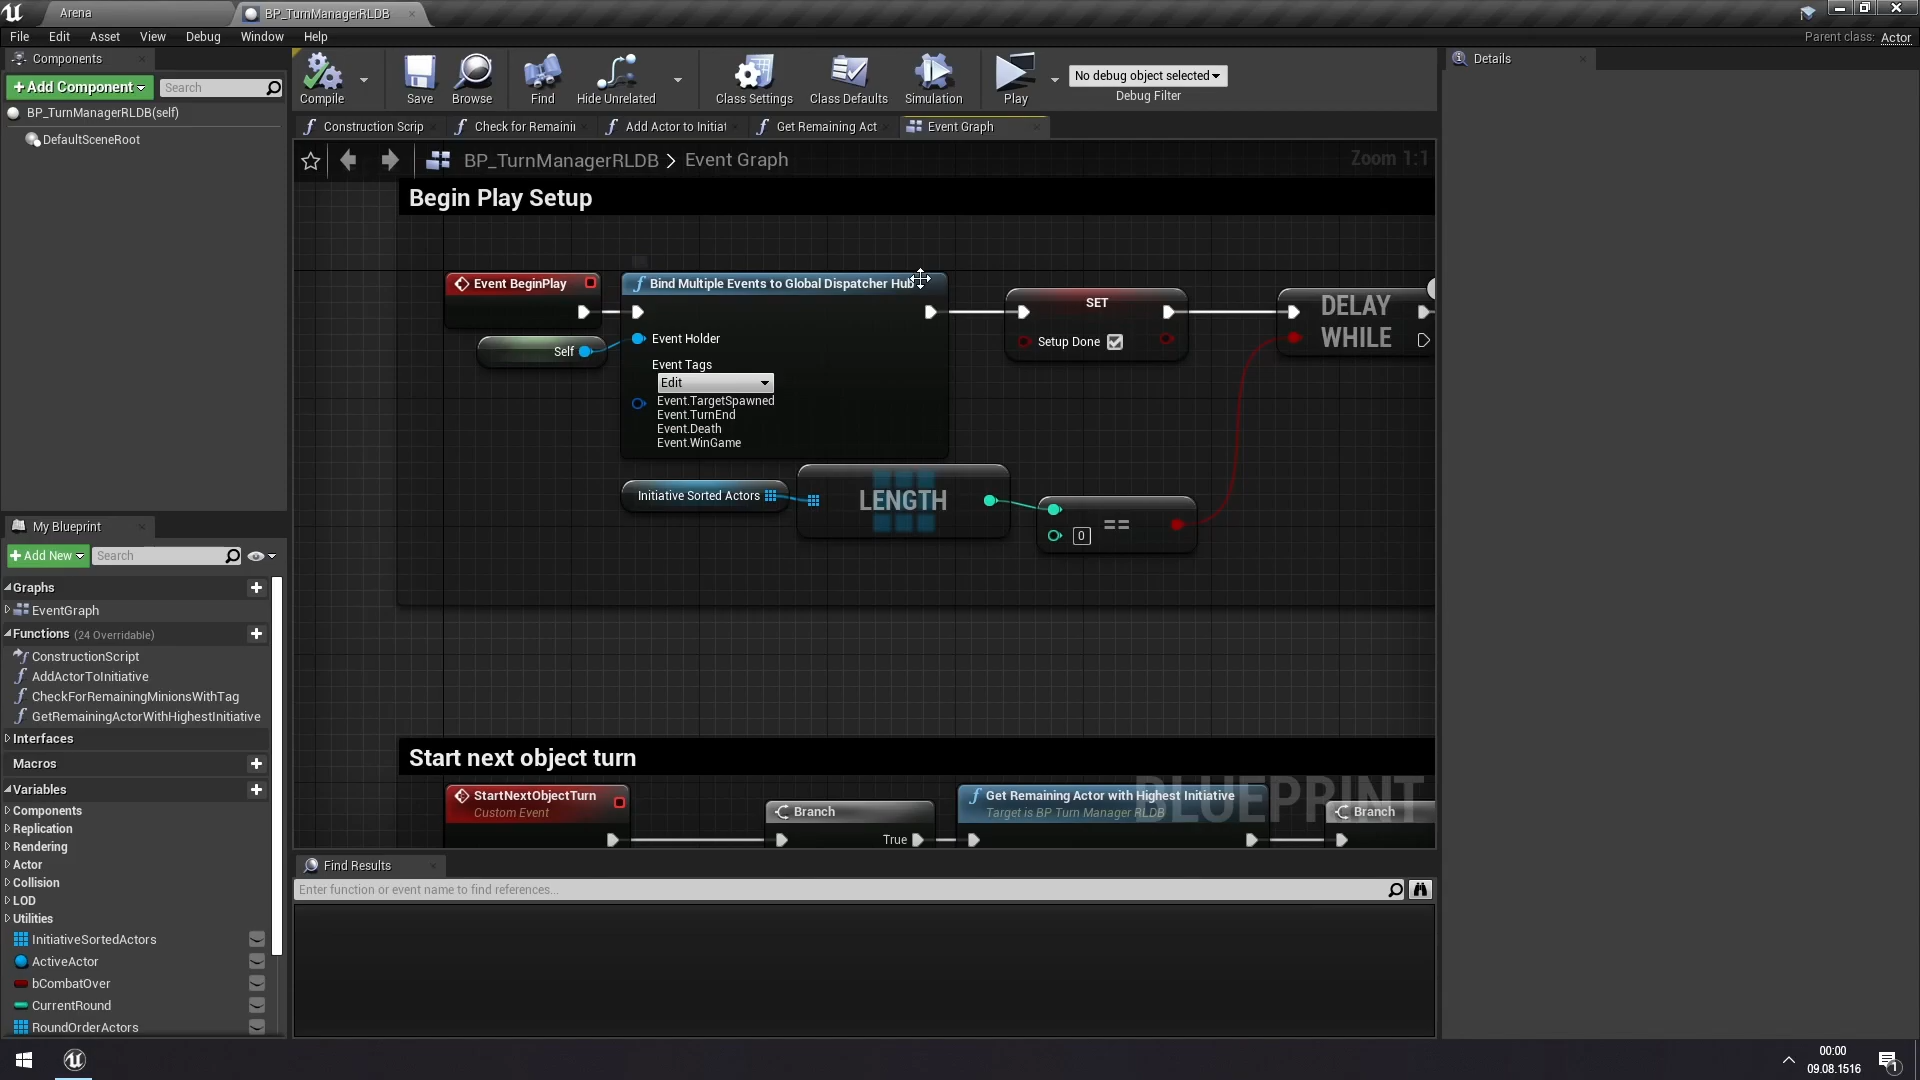 Arena
BP_TurnManagerRLDB
File Edit Asset View Debug Window Help
Parent class: Actor
Components
+Add Component
Search
BP_TurnManagerRLDB(self)
DefaultSceneRoot
Compile
Save
Browse
Find
Hide Unrelated
Class Settings
Class Defaults
Simulation
Play
No debug object selected
Debug Filter
Details
Construction Scrip
Check for Remaini
Add Actor to Initiat
Get Remaining Act
Event Graph
BP_TurnManagerRLDB > Event Graph
Zoom 1:1
Begin Play Setup
Event BeginPlay
Self
Bind Multiple Events to Global Dispatcher Hub
Event Holder
Event Tags
Edit
Event.TargetSpawned
Event.TurnEnd
Event.Death
Event.WinGame
SET
Setup Done
DELAY
WHILE
Initiative Sorted Actors
LENGTH
==
0
Start next object turn
StartNextObjectTurn
Custom Event
Branch
True
Get Remaining Actor with Highest Initiative
Target is BP Turn Manager RLDB
Branch
BLUEPRINT
My Blueprint
+Add New
Search
Graphs
EventGraph
Functions (24 Overridable)
ConstructionScript
AddActorToInitiative
CheckForRemainingMinionsWithTag
GetRemainingActorWithHighestInitiative
Interfaces
Macros
Variables
Components
Replication
Rendering
Actor
Collision
LOD
Utilities
InitiativeSortedActors
ActiveActor
bCombatOver
CurrentRound
RoundOrderActors
Find Results
Enter function or event name to find references...
00:00
09.08.1516
1